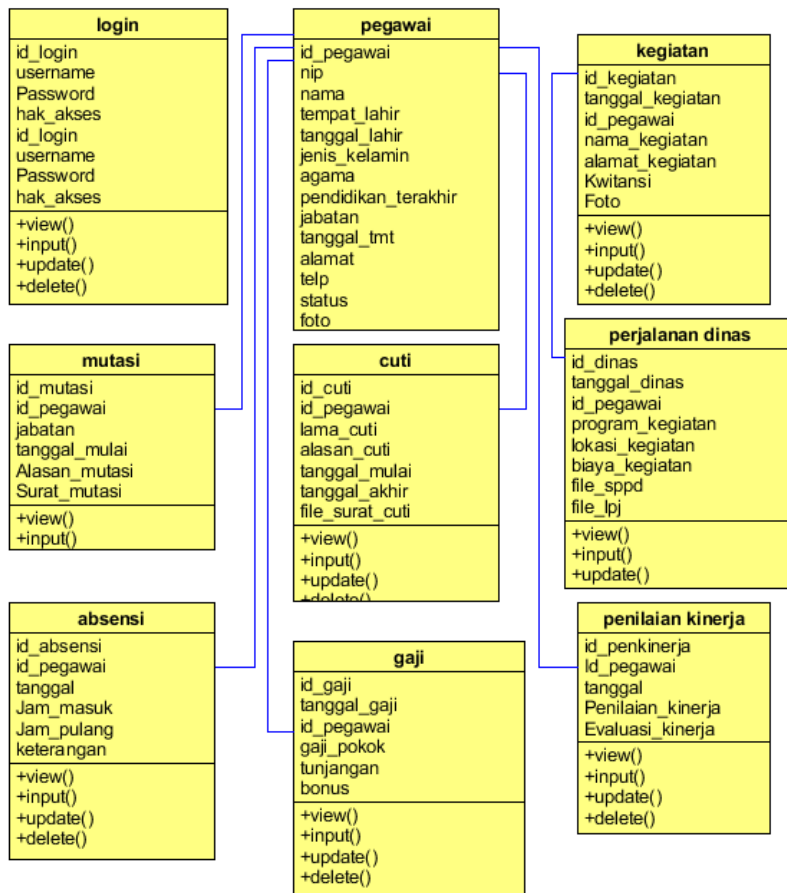 login
id_login
username
Password
hak_akses
id_login
username
Password
hak_akses
+view()
+input()
+update()
+delete()
pegawai
id_pegawai
nip
nama
tempat_lahir
tanggal_lahir
jenis_kelamin
agama
pendidikan_terakhir
jabatan
tanggal_tmt
alamat
telp
status
foto
kegiatan
id_kegiatan
tanggal_kegiatan
id_pegawai
nama_kegiatan
alamat_kegiatan
Kwitansi
Foto
+view()
+input()
+update()
+delete()
mutasi
id_mutasi
id_pegawai
jabatan
tanggal_mulai
Alasan_mutasi
Surat_mutasi
+view()
+input()
cuti
id_cuti
id_pegawai
lama_cuti
alasan_cuti
tanggal_mulai
tanggal_akhir
file_surat_cuti
+view()
+input()
+update()
+delete()
perjalanan dinas
id_dinas
tanggal_dinas
id_pegawai
program_kegiatan
lokasi_kegiatan
biaya_kegiatan
file_sppd
file_lpj
+view()
+input()
+update()
absensi
id_absensi
id_pegawai
tanggal
Jam_masuk
Jam_pulang
keterangan
+view()
+input()
+update()
+delete()
gaji
id_gaji
tanggal_gaji
id_pegawai
gaji_pokok
tunjangan
bonus
+view()
+input()
+update()
+delete()
penilaian kinerja
id_penkinerja
Id_pegawai
tanggal
Penilaian_kinerja
Evaluasi_kinerja
+view()
+input()
+update()
+delete()